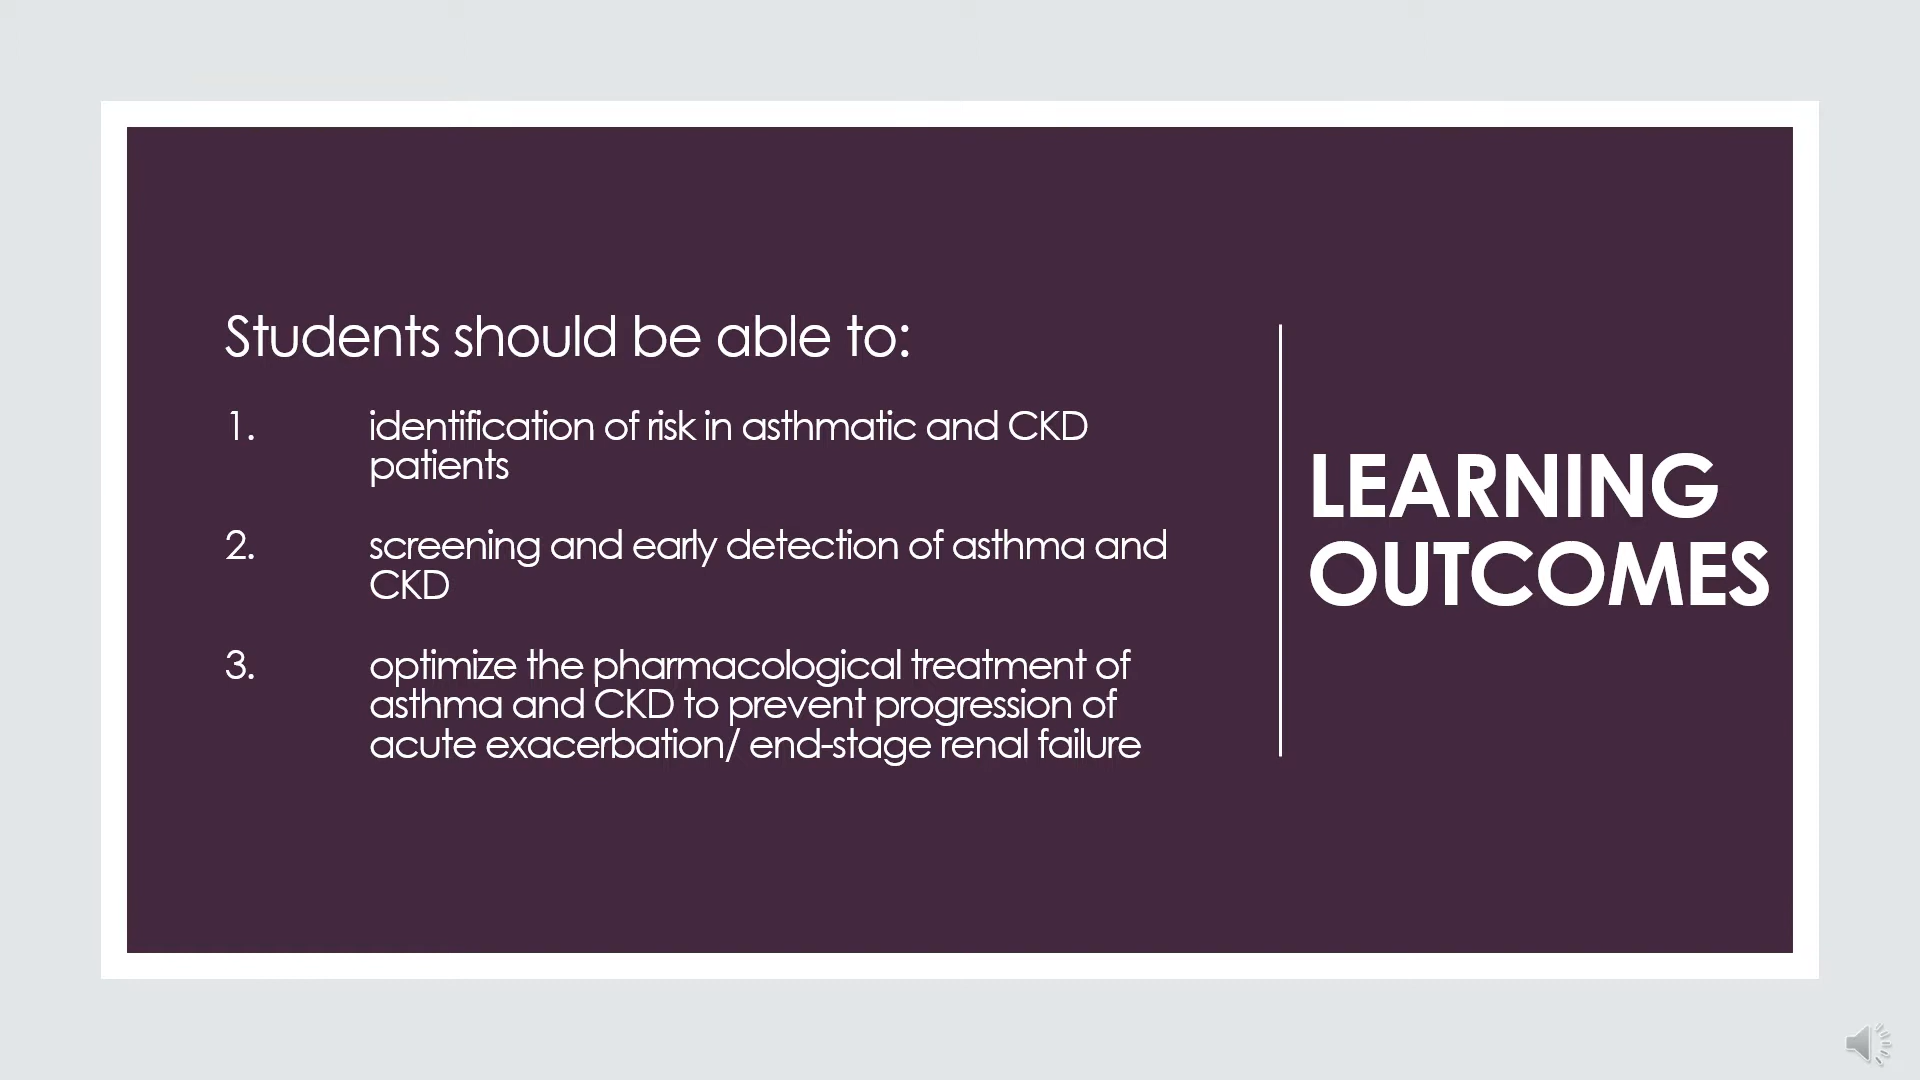 Students should be able to:
1. identification of risk in asthmatic and CKD
patients
2. screening and early detection of asthma and
CKD
3. optimize the pharmacological treatment of
asthma and CKD to prevent progression of
acute exacerbation/ end-stage renal failure
LEARNING
OUTCOMES